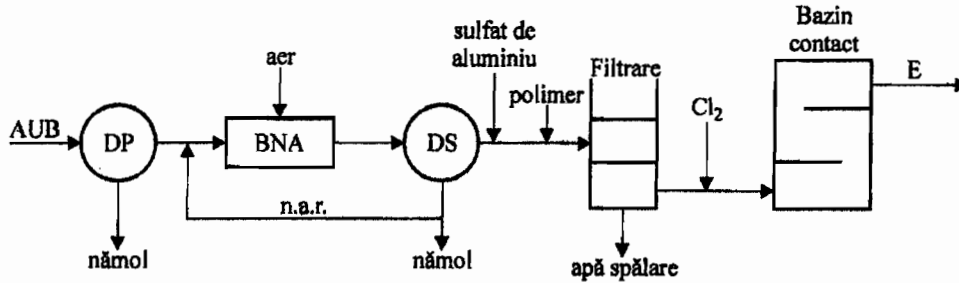 sulfat de
aluminiu
Bazin
contact
aer
Filtrare
polimer
E
Cl₂
AUB
DP
BNA
DS
n.a.r.
nămol
nămol
apă spălare